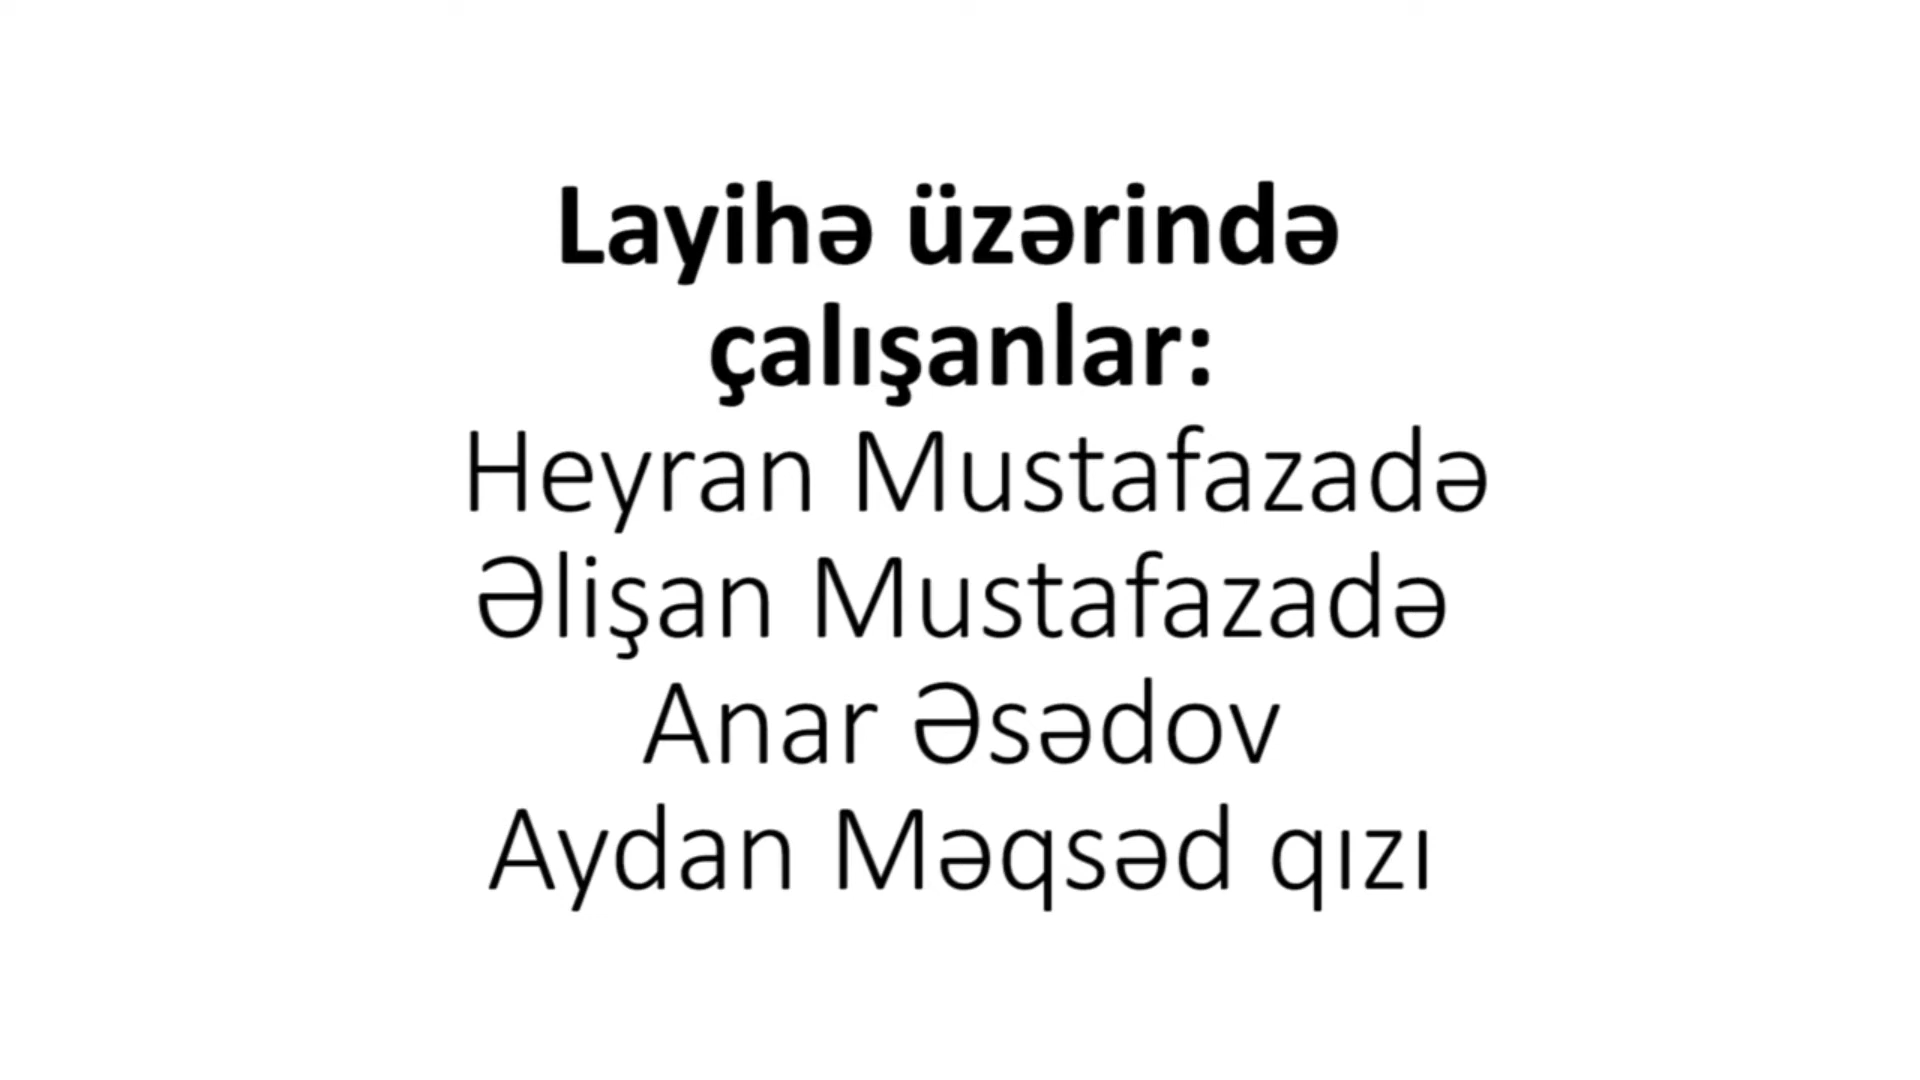 Layihə üzərində
çalışanlar:
Heyran Mustafazadə
Əlişan Mustafazadə
Anar Əsədov
Aydan Məqsəd qızı